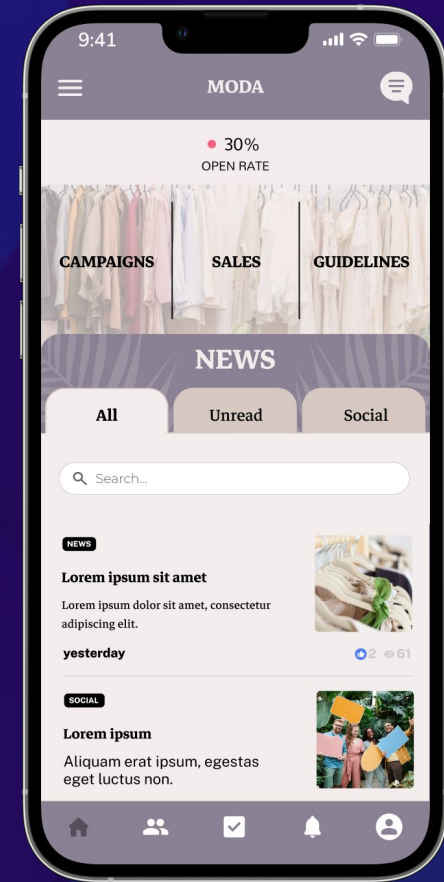 9:41
MODA
30%
OPEN RATE
CAMPAIGNS SALES GUIDELINES
NEWS
All Unread Social
Search...
NEWS
Lorem ipsum sit amet
Lorem ipsum dolor sit amet, consectetur
adipiscing elit.
yesterday 2 61
SOCIAL
Lorem ipsum
Aliquam erat ipsum, egestas
eget luctus non.